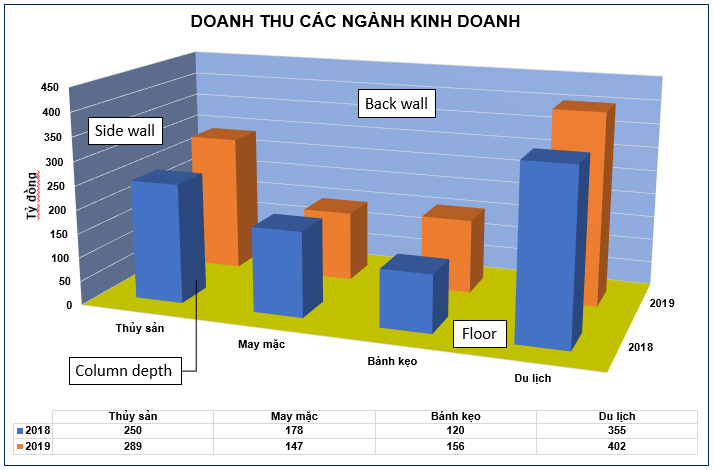 DOANH THU CÁC NGÀNH KINH DOANH
450
400
350
300
250
200
150
100
50
0
Tỷ đồng
Side wall
Back wall
Floor
Column depth
Thủy sản
May mặc
Bánh kẹo
Du lịch
2019
2018
Thủy sản May mặc Bánh kẹo Du lịch
2018 250 178 120 355
2019 289 147 156 402